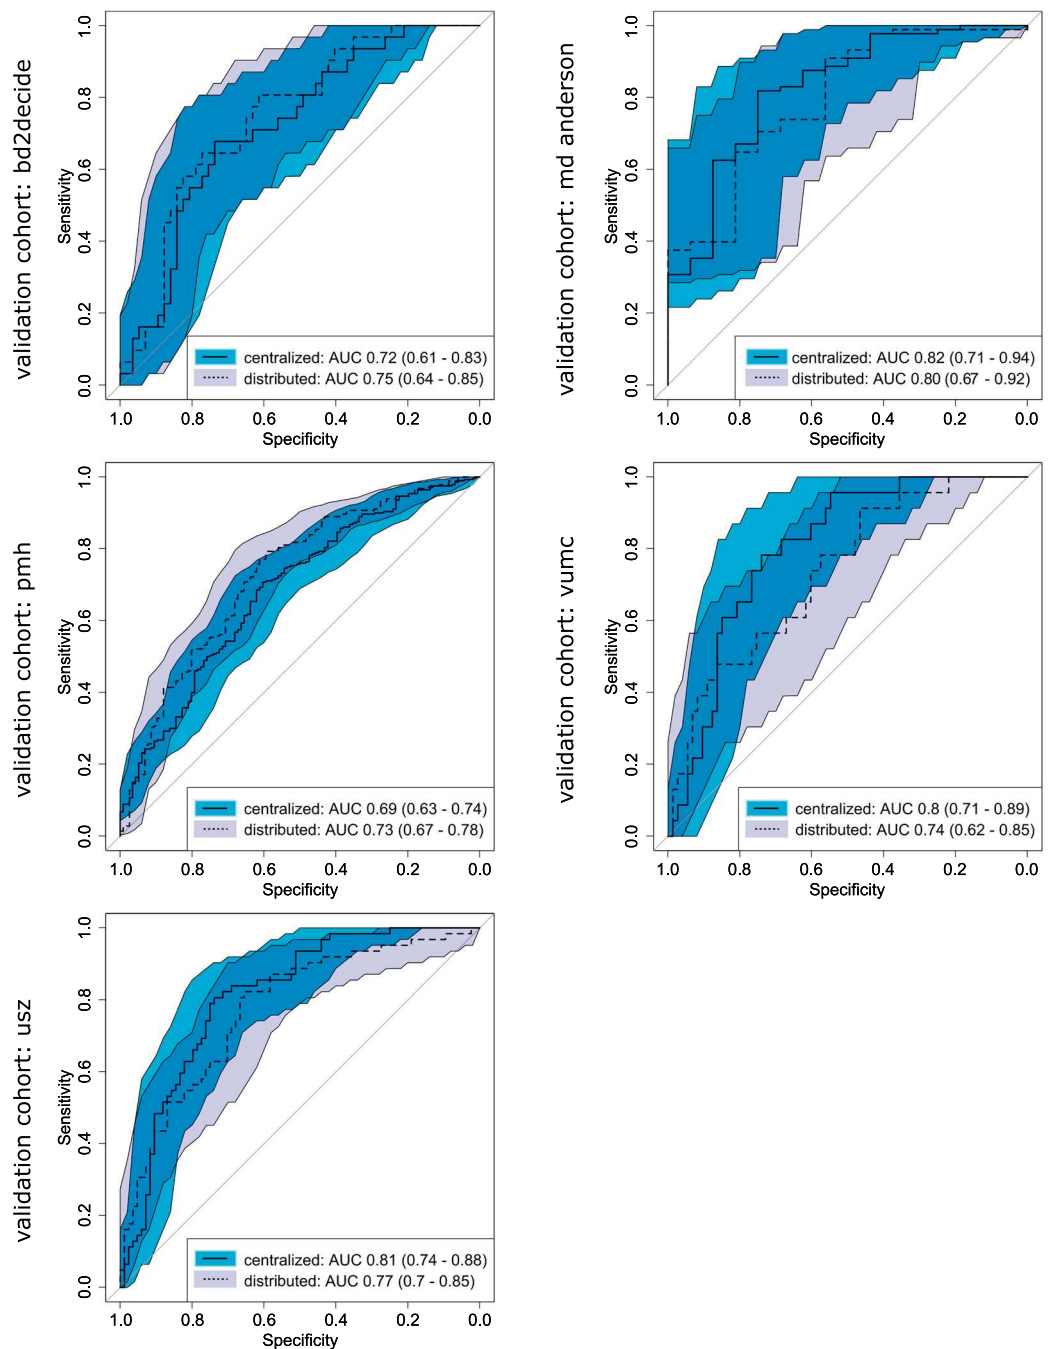 validation cohort: bd2decide
Sensitivity
0.0 0.2 0.4 0.6 0.8 1.0
centralized: AUC 0.72 (0.61 - 0.83)
distributed: AUC 0.75 (0.64 - 0.85)
1.0 0.8 0.6 0.4 0.2 0.0
Specificity
validation cohort: md anderson
Sensitivity
0.0 0.2 0.4 0.6 0.8 1.0
centralized: AUC 0.82 (0.71 - 0.94)
distributed: AUC 0.80 (0.67 - 0.92)
1.0 0.8 0.6 0.4 0.2 0.0
Specificity
validation cohort: pmh
Sensitivity
0.0 0.2 0.4 0.6 0.8 1.0
centralized: AUC 0.69 (0.63 - 0.74)
distributed: AUC 0.73 (0.67 - 0.78)
1.0 0.8 0.6 0.4 0.2 0.0
Specificity
validation cohort: vumc
Sensitivity
0.0 0.2 0.4 0.6 0.8 1.0
centralized: AUC 0.8 (0.71 - 0.89)
distributed: AUC 0.74 (0.62 - 0.85)
1.0 0.8 0.6 0.4 0.2 0.0
Specificity
validation cohort: usz
Sensitivity
0.0 0.2 0.4 0.6 0.8 1.0
centralized: AUC 0.81 (0.74 - 0.88)
distributed: AUC 0.77 (0.7 - 0.85)
1.0 0.8 0.6 0.4 0.2 0.0
Specificity